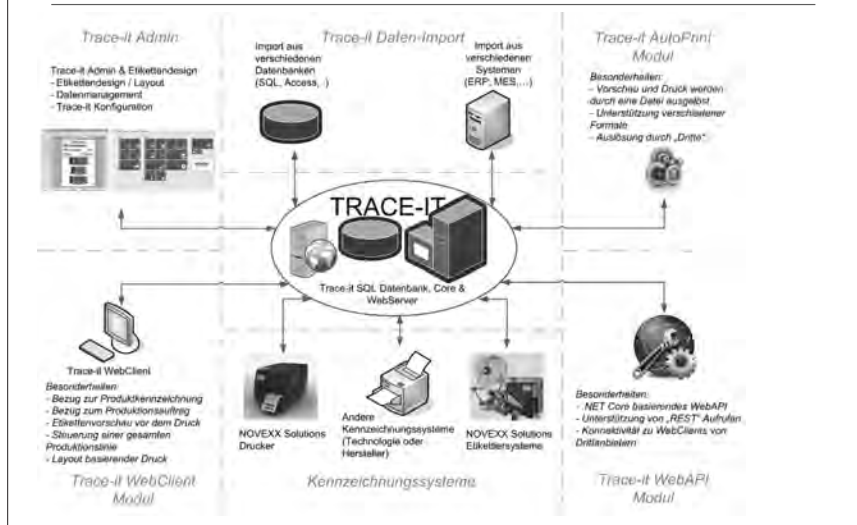 Trace-it Admin
Trace-it Admin & Etikettendesign
- Etikettendesign / Layout
- Datenmanagement
- Trace-it Konfiguration
Trace-it Daten-Import
Import aus
verschiedenen
Datenbanken
(SQL, Access,..)
Import aus
verschiedenen
Systemen
(ERP, MES,...)
Trace-it AutoPrint
Modul
Besonderheiten:
- Vorschau und Druck werden
durch eine Datei ausgelöst
- Unterstützung verschiedener
Formate
- Auslösung durch „Dritte“
TRACE-IT
Trace-it SQL Datenbank, Core &
WebServer
Trace-it WebClient
Besonderheiten:
- Bezug zur Produktkennzeichnung
- Bezug zum Produktionsauftrag
- Etikettenvorschau vor dem Druck
- Steuerung einer gesamten
Produktionslinie
- Layout basierender Druck
Trace-it WebClient
Modul
NOVEXX Solutions
Drucker
Andere
Kennzeichnungssysteme
(Technologie oder
Hersteller)
NOVEXX Solutions
Etikettiersysteme
Kennzeichnungssysteme
Besonderheiten:
- .NET Core basierendes WebAPI
- Unterstützung von „REST“ Aufrufen
- Konnektivität zu WebClients von
Drittanbietern
Trace-it WebAPI
Modul